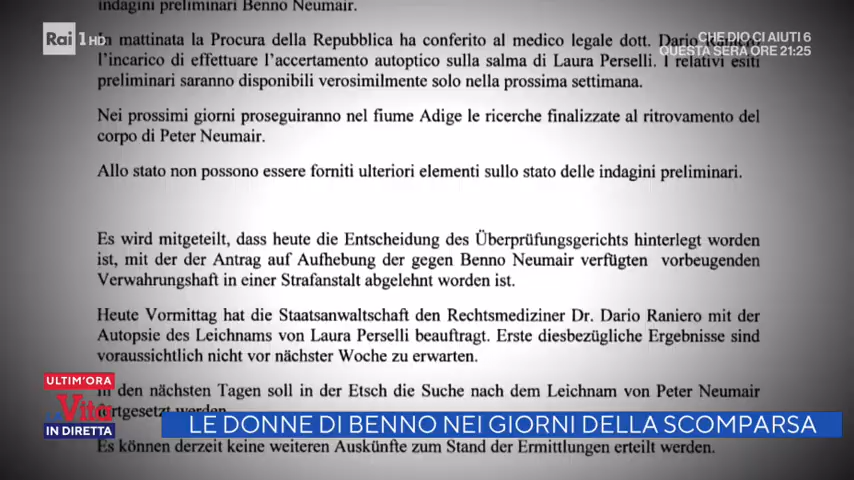 indagini preliminari Benno Neumair.
Rai 1 HD
CHE DIO CI AIUTI 6
QUESTA SERA ORE 21:25
In mattinata la Procura della Repubblica ha conferito al medico legale dott. Dario Raniero
l'incarico di effettuare l'accertamento autoptico sulla salma di Laura Perselli. I relativi esiti
preliminari saranno disponibili verosimilmente solo nella prossima settimana.
Nei prossimi giorni proseguiranno nel fiume Adige le ricerche finalizzate al ritrovamento del
corpo di Peter Neumair.
Allo stato non possono essere forniti ulteriori elementi sullo stato delle indagini preliminari.
Es wird mitgeteilt, dass heute die Entscheidung des Überprüfungsgerichts hinterlegt worden
ist, mit der der Antrag auf Aufhebung der gegen Benno Neumair verfügten vorbeugenden
Verwahrungshaft in einer Strafanstalt abgelehnt worden ist.
Heute Vormittag hat die Staatsanwaltschaft den Rechtsmediziner Dr. Dario Raniero mit der
Autopsie des Leichnams von Laura Perselli beauftragt. Erste diesbezügliche Ergebnisse sind
voraussichtlich nicht vor nächster Woche zu erwarten.
In den nächsten Tagen soll in der Etsch die Suche nach dem Leichnam von Peter Neumair
fortgesetzt werden.
Es können derzeit keine weiteren Auskünfte zum Stand der Ermittlungen erteilt werden.
ULTIM'ORA
La Vita
IN DIRETTA
LE DONNE DI BENNO NEI GIORNI DELLA SCOMPARSA